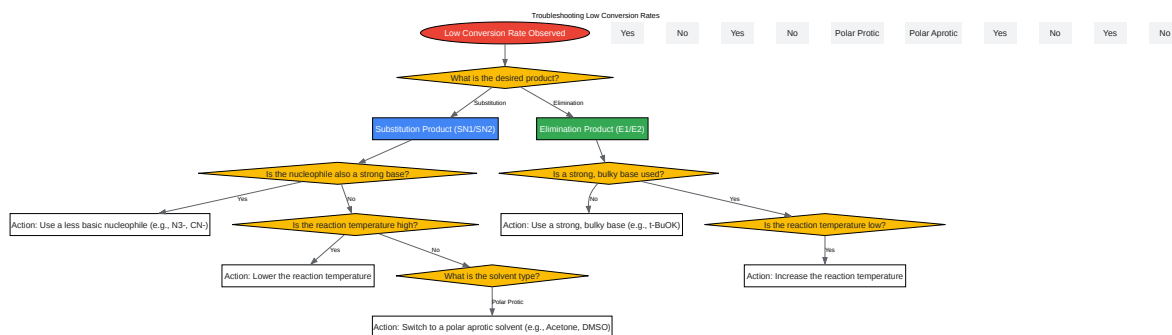 Troubleshooting Low Conversion Rates
Low Conversion Rate Observed
Yes
No
Yes
No
Polar Protic
Polar Aprotic
Yes
No
Yes
No
What is the desired product?
Substitution
Elimination
Substitution Product (SN1/SN2)
Elimination Product (E1/E2)
Is the nucleophile also a strong base?
Is a strong, bulky base used?
Yes
No
No
Yes
Action: Use a less basic nucleophile (e.g., N3-, CN-)
Is the reaction temperature high?
Action: Use a strong, bulky base (e.g., t-BuOK)
Is the reaction temperature low?
Yes
No
Yes
Action: Lower the reaction temperature
What is the solvent type?
Action: Increase the reaction temperature
Polar Protic
Action: Switch to a polar aprotic solvent (e.g., Acetone, DMSO)